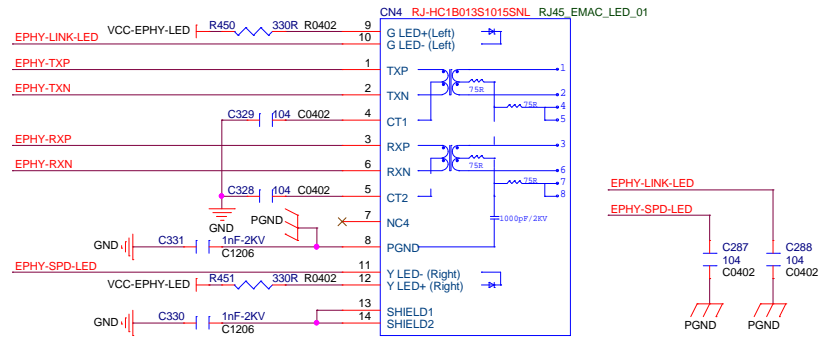 CN4 RJ-HC1B013S1015SNL RJ45_EMAC_LED_01
VCC-EPHY-LED R450 330R R0402 9 G LED+(Left)
EPHY-LINK-LED 10 G LED- (Left)
EPHY-TXP 1 TXP 1
75R
EPHY-TXN 2 TXN 2
75R 4
C329 104 C0402 4 CT1 5
EPHY-RXP 3 RXP 3
75R
EPHY-RXN 6 RXN 6
75R 7
C328 104 C0402 5 CT2 8
GND
PGND
7 NC4
1000pF/2KV
GND C331 1nF-2KV 8 PGND
C1206
EPHY-SPD-LED 11 Y LED- (Right)
VCC-EPHY-LED R451 330R R0402 12 Y LED+ (Right)
13 SHIELD1
GND C330 1nF-2KV 14 SHIELD2
C1206
EPHY-LINK-LED
EPHY-SPD-LED
C287 C288
104 104
C0402 C0402
PGND PGND